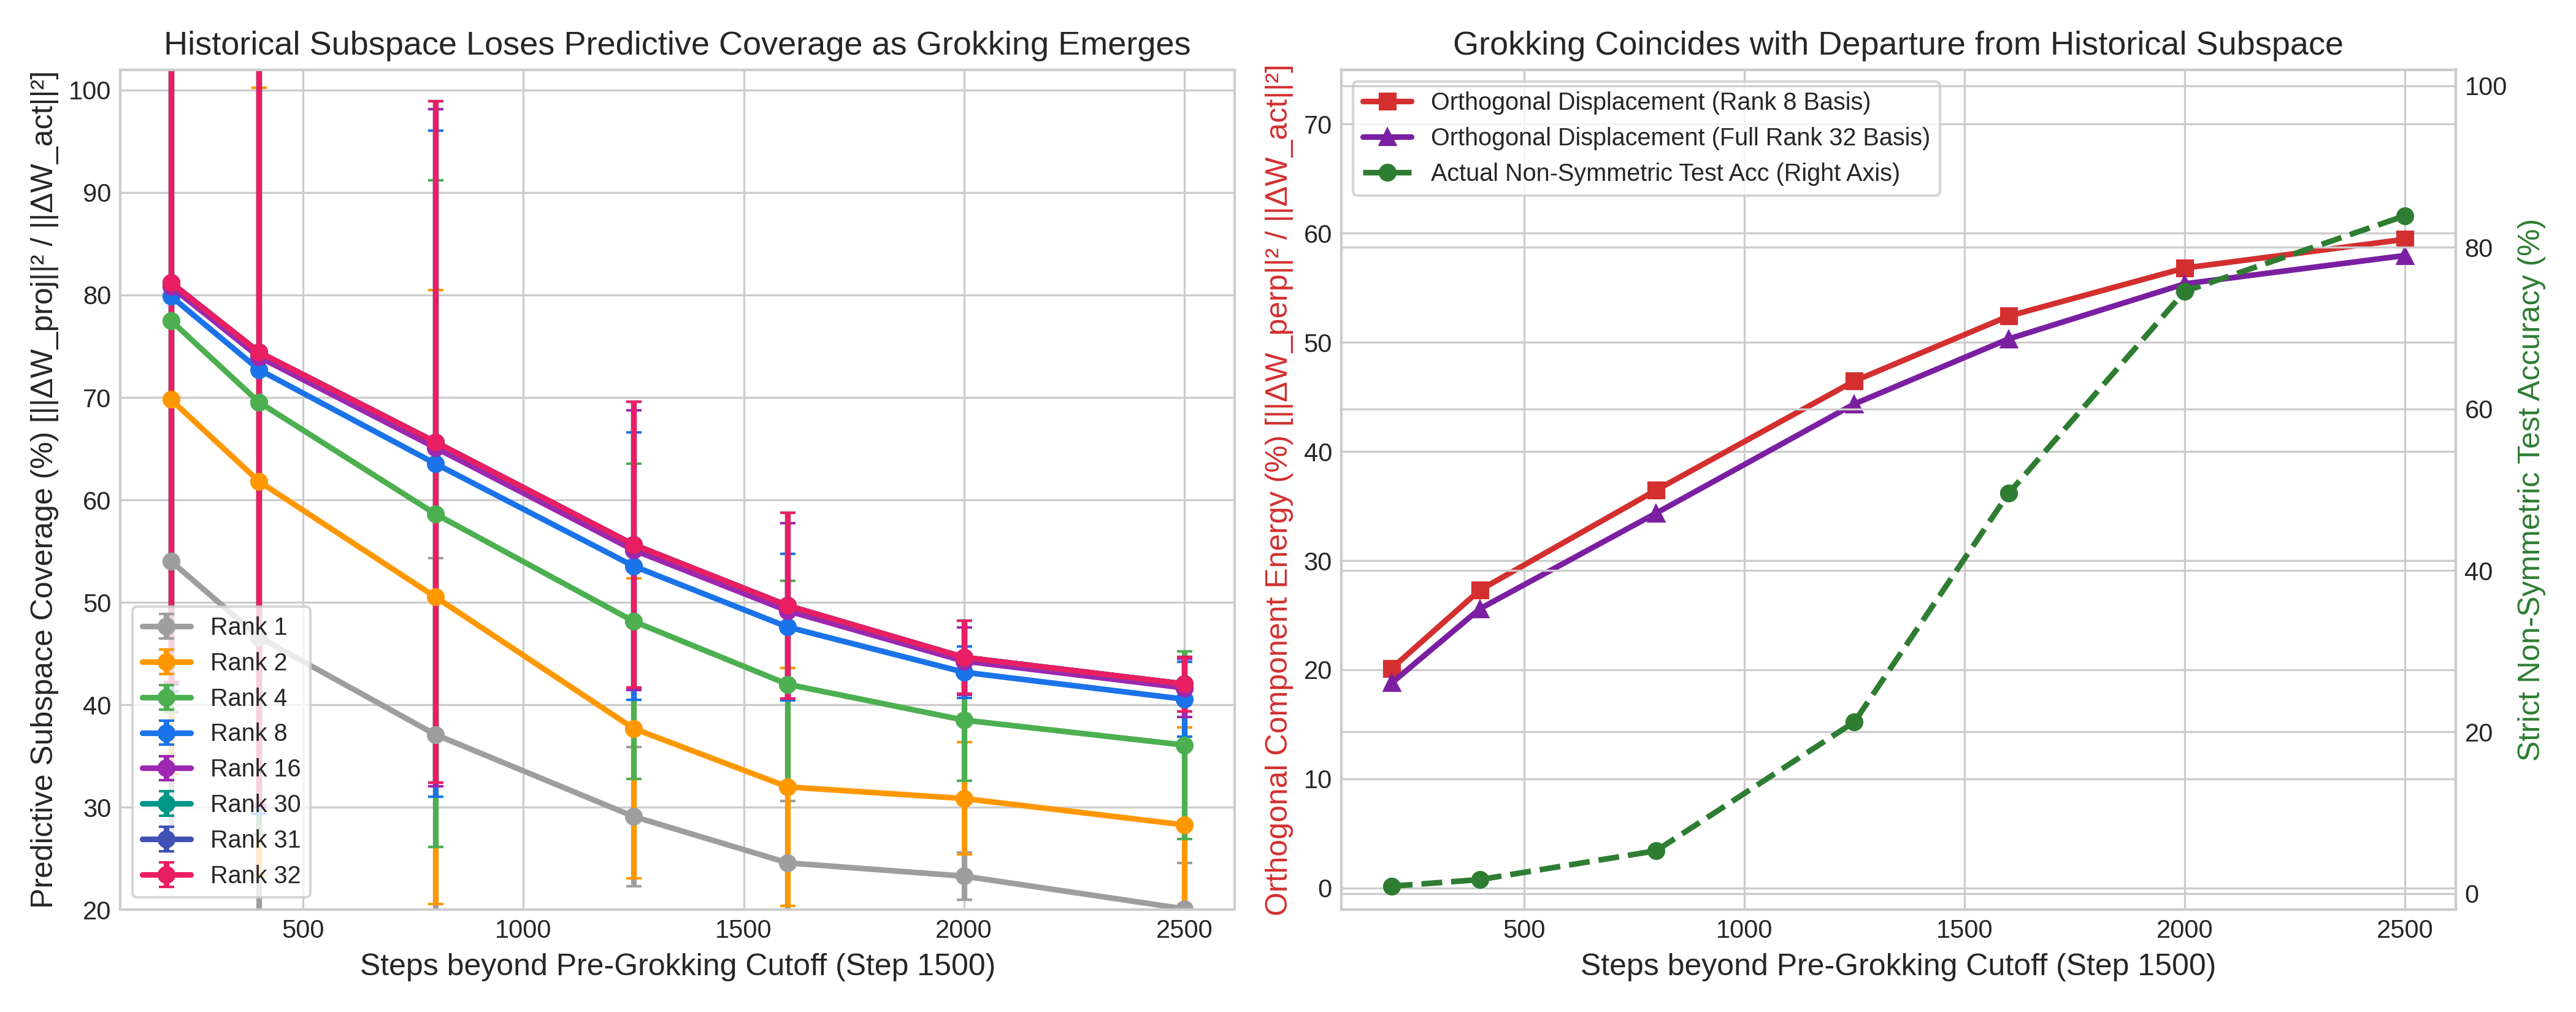 Historical Subspace Loses Predictive Coverage as Grokking Emerges
Predictive Subspace Coverage (%) [||ΔW_proj||² / ||ΔW_act||²]
100
90
80
70
60
50
40
30
20
Rank 1
Rank 2
Rank 4
Rank 8
Rank 16
Rank 30
Rank 31
Rank 32
500
1000
1500
2000
2500
Steps beyond Pre-Grokking Cutoff (Step 1500)
Grokking Coincides with Departure from Historical Subspace
Orthogonal Component Energy (%) [||ΔW_perp||² / ||ΔW_act||²]
70
60
50
40
30
20
10
0
Orthogonal Displacement (Rank 8 Basis)
Orthogonal Displacement (Full Rank 32 Basis)
Actual Non-Symmetric Test Acc (Right Axis)
100
80
60
40
20
0
Strict Non-Symmetric Test Accuracy (%)
500
1000
1500
2000
2500
Steps beyond Pre-Grokking Cutoff (Step 1500)